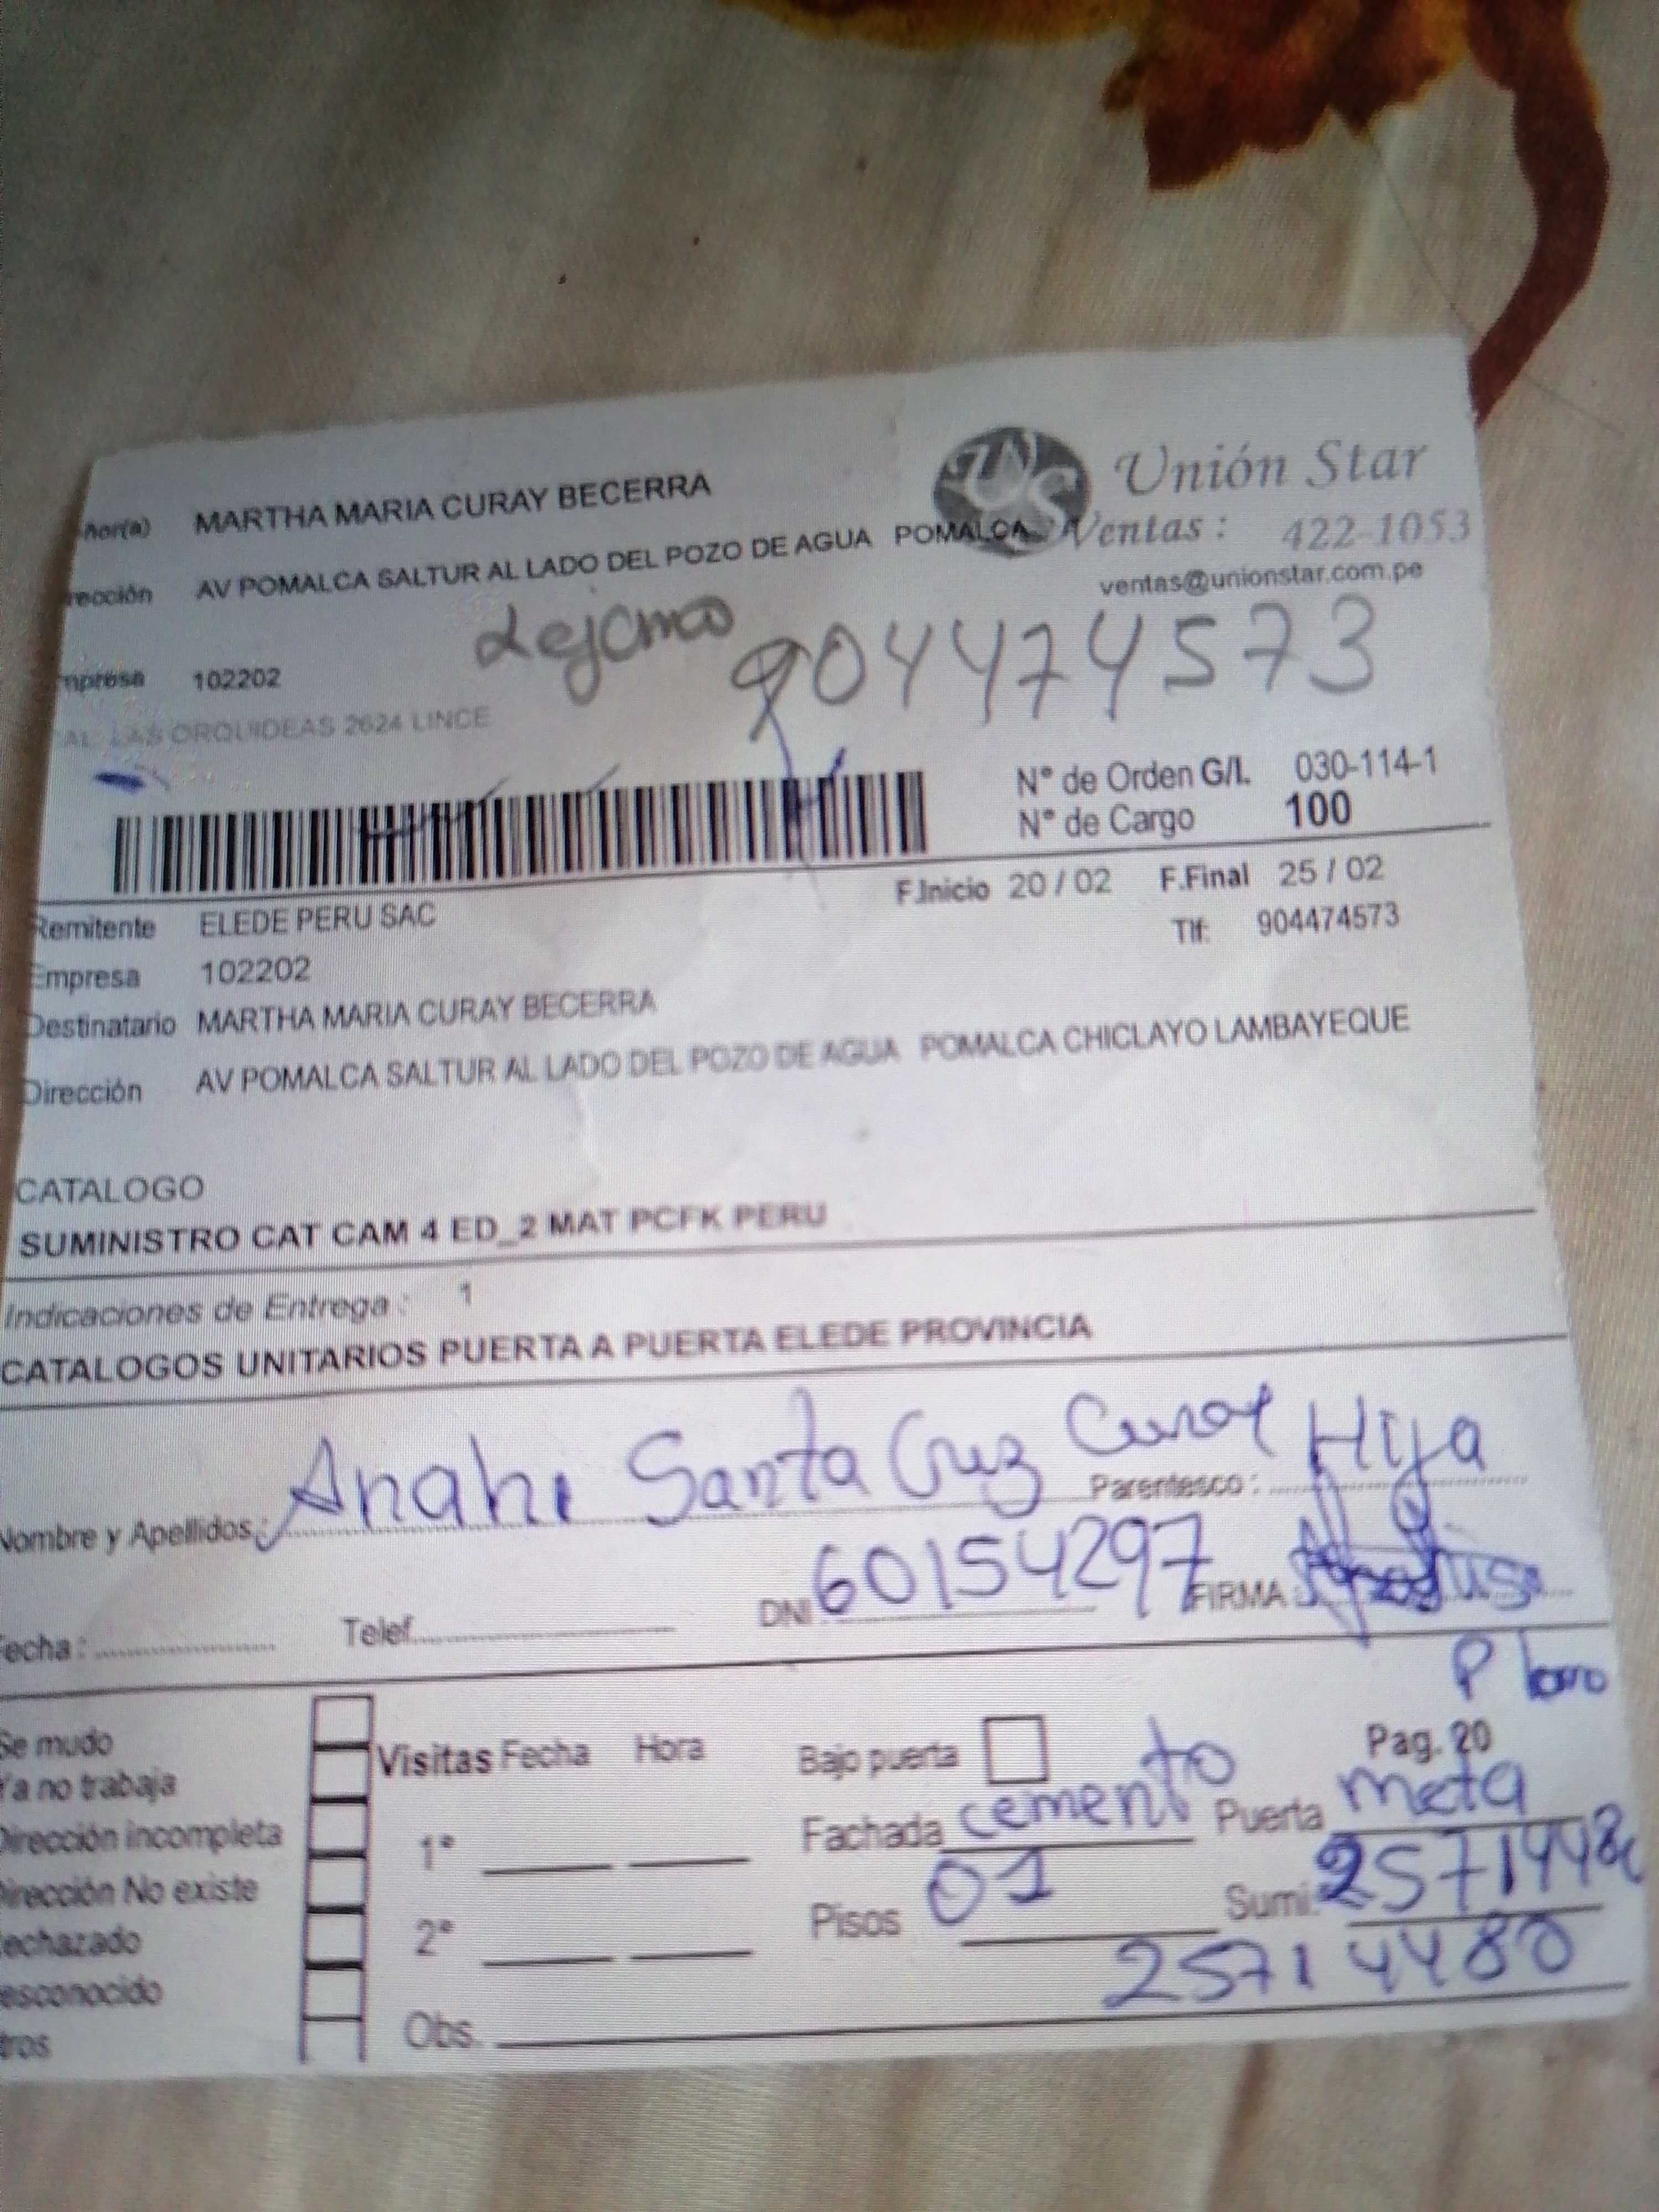 Unión Star
Señor(a) MARTHA MARIA CURAY BECERRA
Ventas: 422-1053
rección AV POMALCA SALTUR AL LADO DEL POZO DE AGUA POMALCA
ventas@unionstar.com.pe
904474573
mpresa 102202
CAL LAS ORQUIDEAS 2624 LINCE
N° de Orden G/I. 030-114-1
N° de Cargo 100
F.Inicio 20 / 02 F.Final 25 / 02
Remitente ELEDE PERU SAC
Tlf: 904474573
Empresa 102202
Destinatario MARTHA MARIA CURAY BECERRA
Dirección AV POMALCA SALTUR AL LADO DEL POZO DE AGUA POMALCA CHICLAYO LAMBAYEQUE
CATALOGO
SUMINISTRO CAT CAM 4 ED_2 MAT PCFK PERU
Indicaciones de Entrega : 1
CATALOGOS UNITARIOS PUERTA A PUERTA ELEDE PROVINCIA
Nombre y Apellidos: Anahi Santa Cruz Curay Parentesco: Hija
Fecha: Telef. DNI 60154297 FIRMA:
Se mudo
Visitas Fecha Hora Bajo puerta Pag. 20
Ya no trabaja
Dirección incompleta 1° Fachada cemento Puerta meta
Dirección No existe
echazado 2° Pisos 01 Sumi: 25714480
25714480
esconocido
tros Obs.